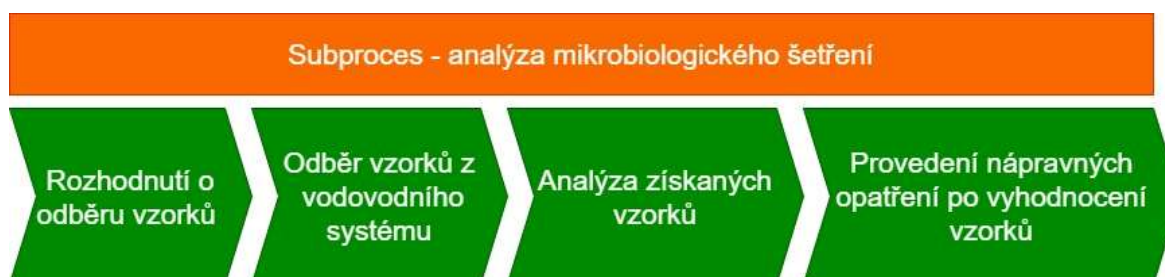 Subproces - analýza mikrobiologického šetření
Rozhodnutí o
odběru vzorků
Odběr vzorků z
vodovodního
systému
Analýza získaných
vzorků
Provedení nápravných
opatření po vyhodnocení
vzorků